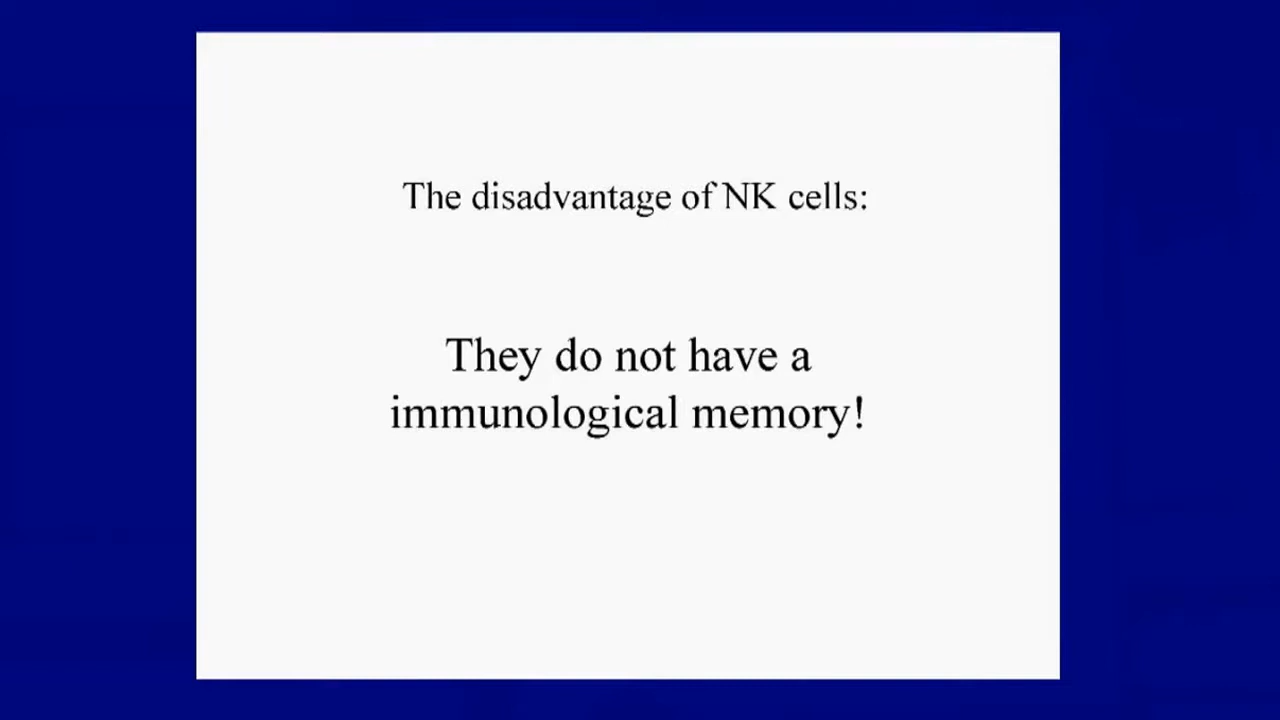 The disadvantage of NK cells:
They do not have a
immunological memory!